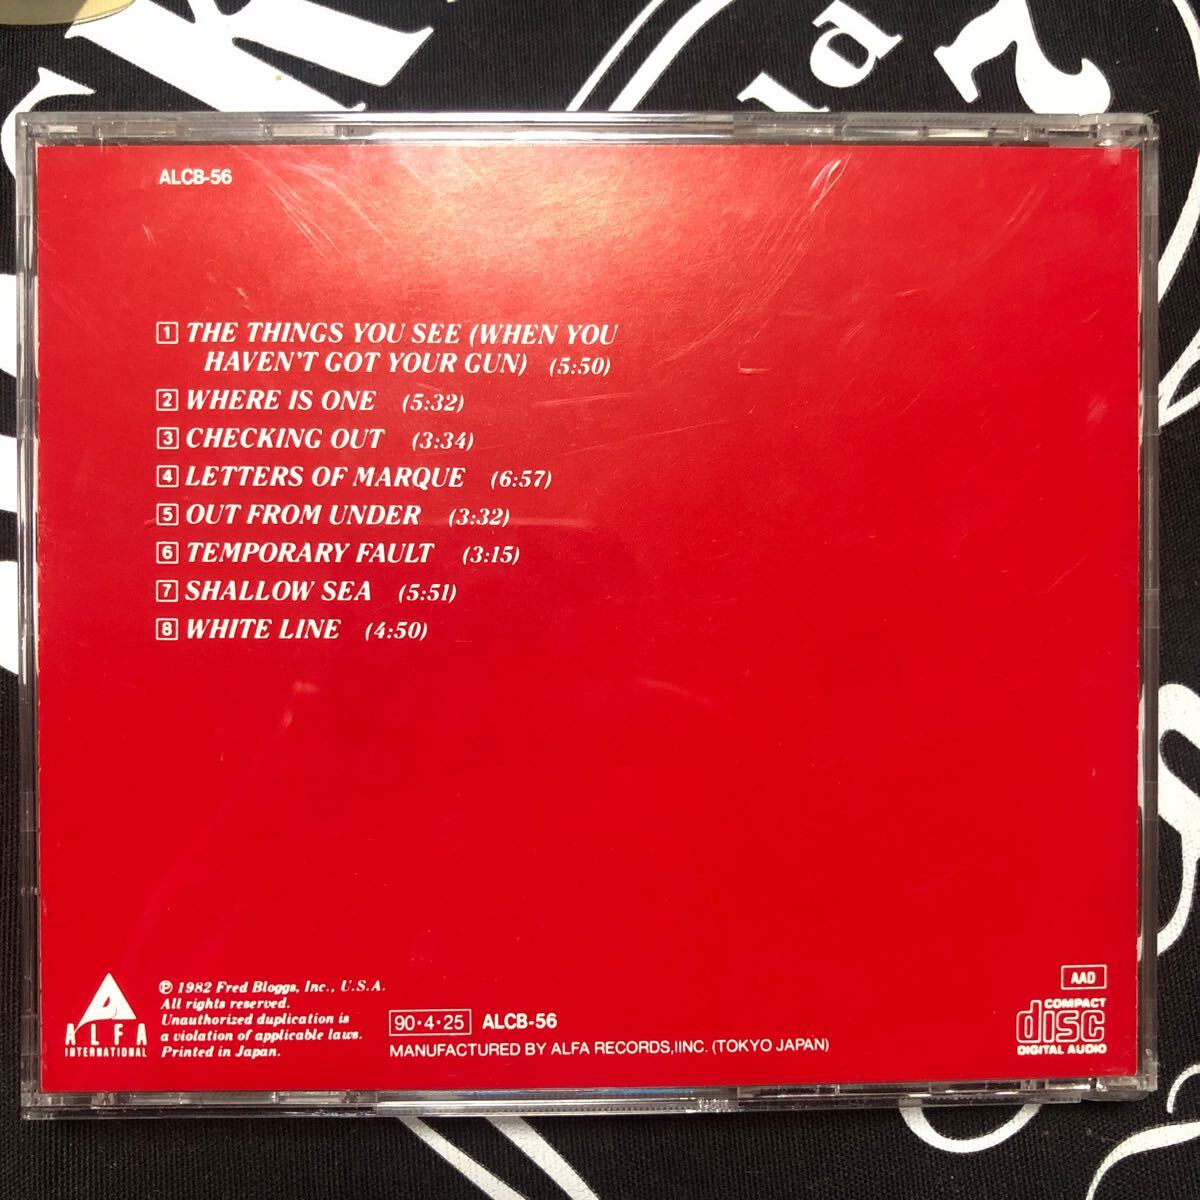 ALCB-56
1 THE THINGS YOU SEE (WHEN YOU
HAVEN'T GOT YOUR GUN) (5:50)
2 WHERE IS ONE (5:32)
3 CHECKING OUT (3:34)
4 LETTERS OF MARQUE (6:57)
5 OUT FROM UNDER (3:32)
6 TEMPORARY FAULT (3:15)
7 SHALLOW SEA (5:51)
8 WHITE LINE (4:50)
ALFA
INTERNATIONAL
℗ 1982 Fred Bloggs, Inc., U.S.A.
All rights reserved.
Unauthorized duplication is
a violation of applicable laws.
Printed in Japan.
90·4·25 ALCB-56
MANUFACTURED BY ALFA RECORDS,IINC. (TOKYO JAPAN)
AAD
COMPACT
disc
DIGITAL AUDIO